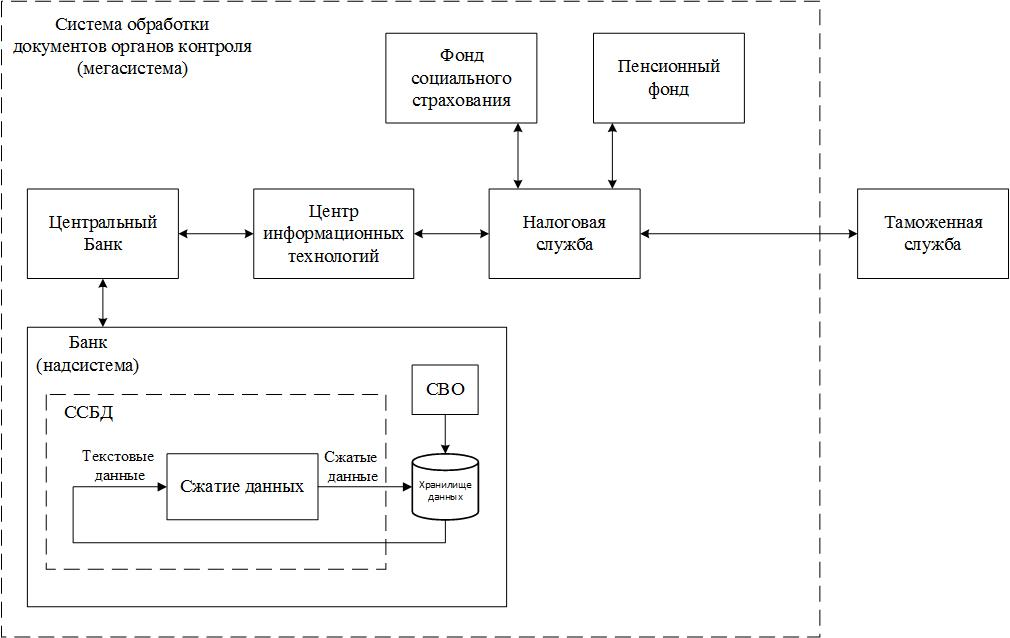 Система обработки
документов органов контроля
(мегасистема)
Фонд
социального
страхования
Пенсионный
фонд
Центральный
Банк
Центр
информационных
технологий
Налоговая
служба
Таможенная
служба
Банк
(надсистема)
СВО
ССБД
Текстовые
данные
Сжатие данных
Сжатые
данные
Хранилище
данных